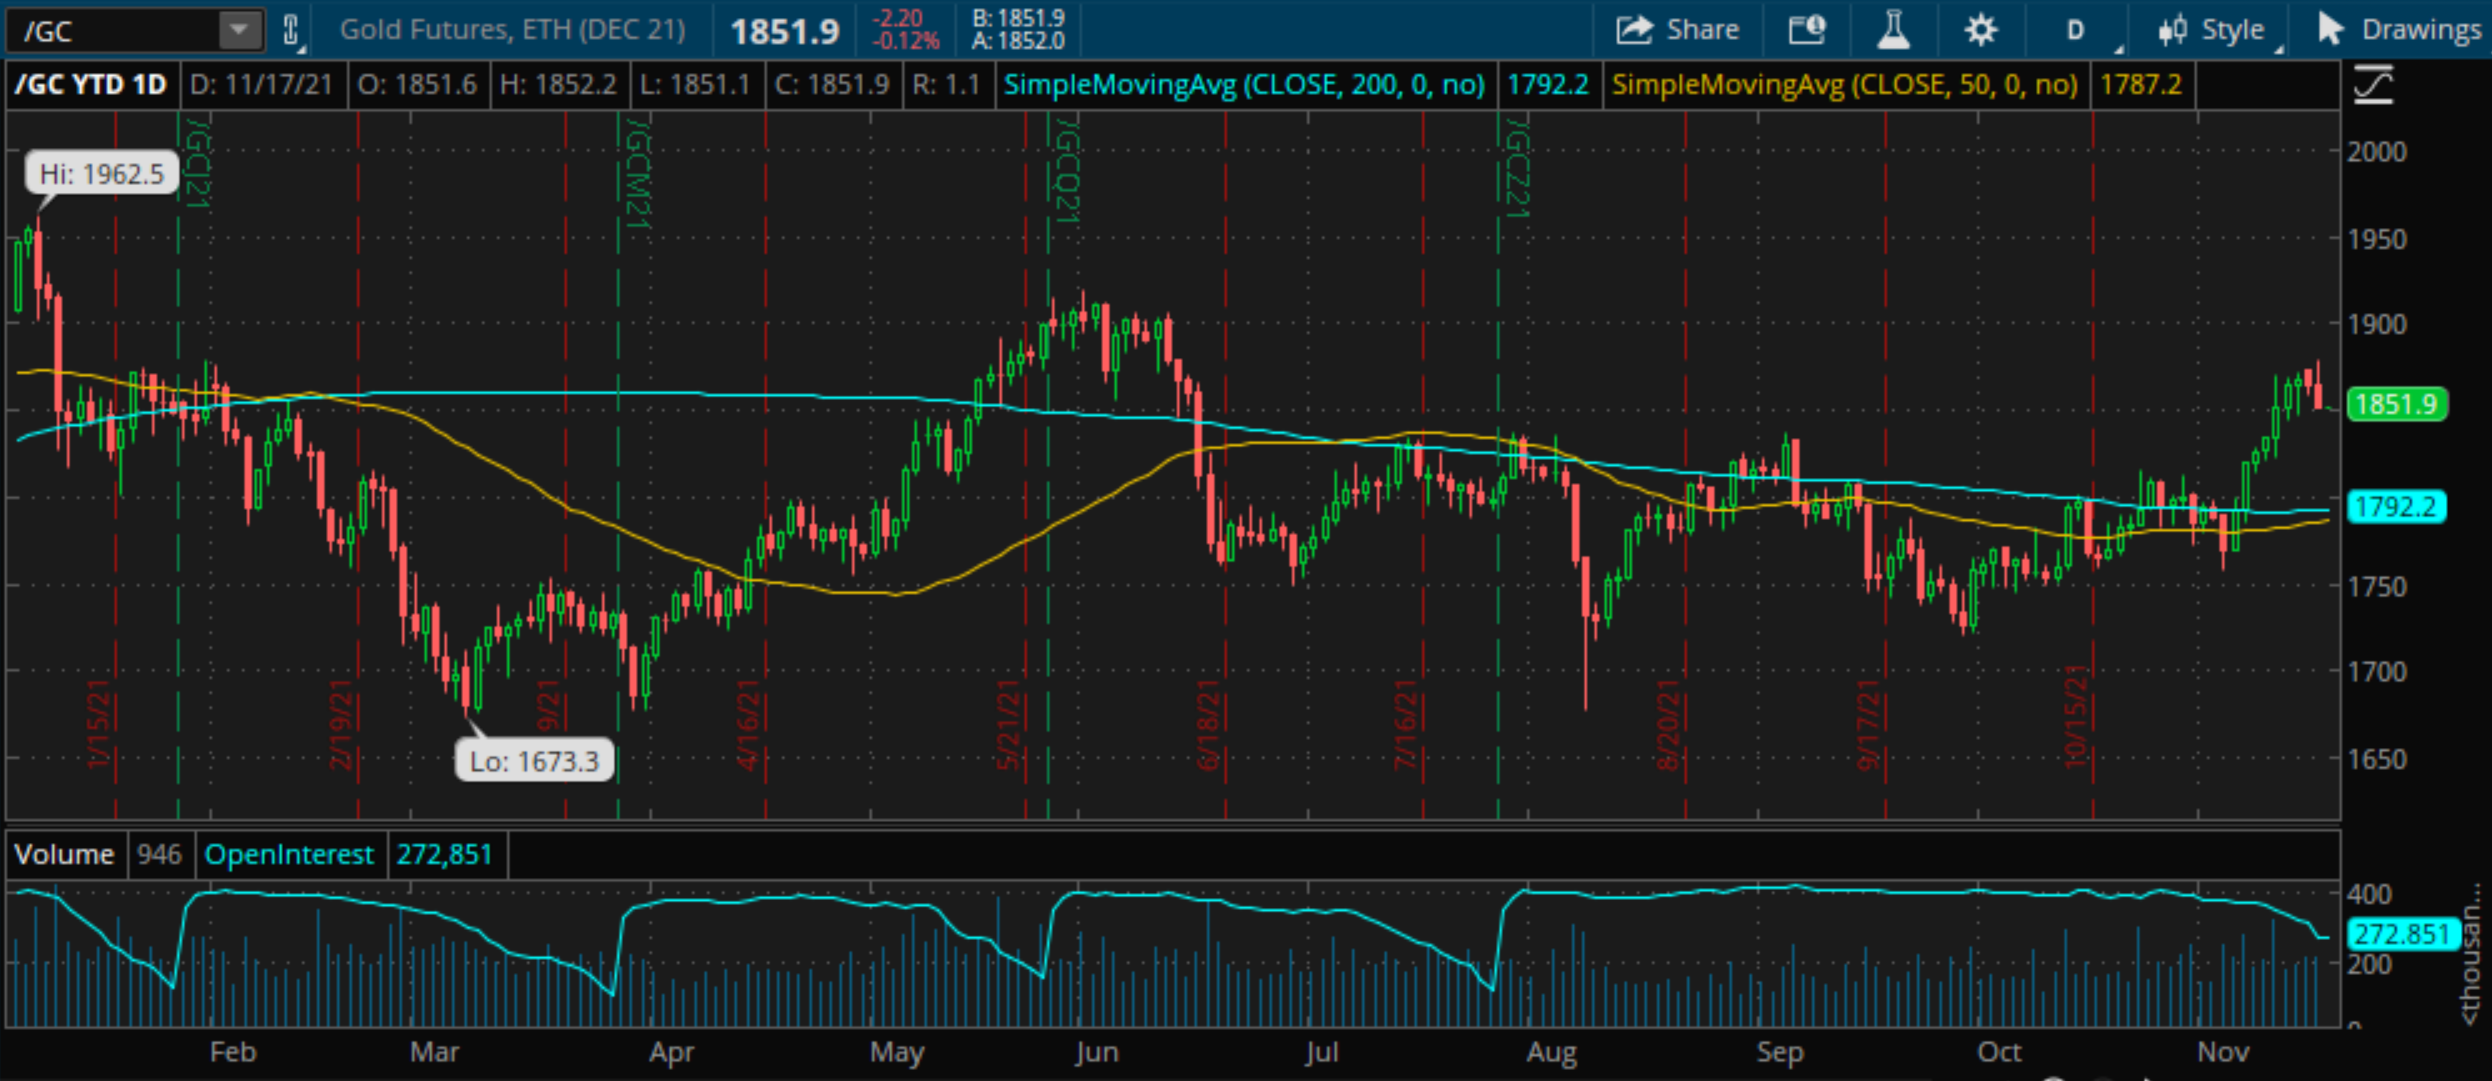 /GC
Gold Futures, ETH (DEC 21)
1851.9
-2.20
-0.12%
B: 1851.9
A: 1852.0
Share
D
Style
Drawings
/GC YTD 1D
D: 11/17/21
O: 1851.6
H: 1852.2
L: 1851.1
C: 1851.9
R: 1.1
SimpleMovingAvg (CLOSE, 200, 0, no)
1792.2
SimpleMovingAvg (CLOSE, 50, 0, no)
1787.2
Hi: 1962.5
/GCJ21
/GCM21
/GCQ21
/GCZ21
2000
1950
1900
1851.9
1792.2
1750
1700
1650
1/15/21
2/19/21
9/21
4/16/21
5/21/21
6/18/21
7/16/21
8/20/21
9/17/21
10/15/21
Lo: 1673.3
Volume
946
OpenInterest
272,851
400
272.851
200
0
<thousan...
Feb
Mar
Apr
May
Jun
Jul
Aug
Sep
Oct
Nov